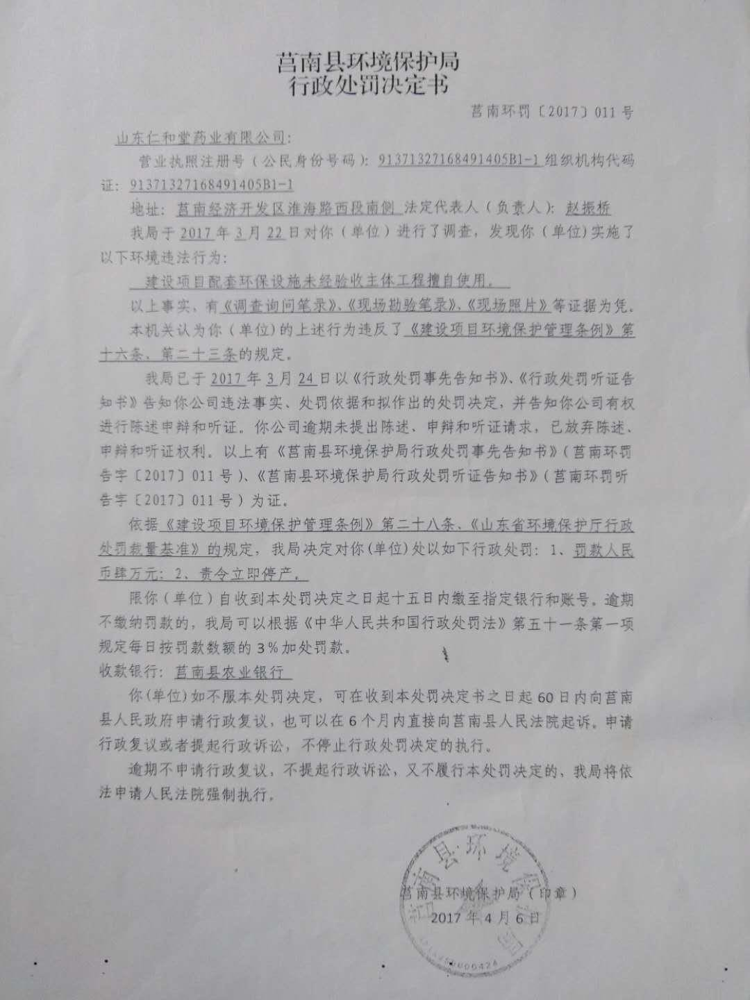 莒南县环境保护局
行政处罚决定书
莒南环罚〔2017〕011 号
山东仁和堂药业有限公司:
营业执照注册号（公民身份号码）: 91371327168491405B1-1 组织机构代码
证: 91371327168491405B1-1
地址: 莒南经济开发区淮海路西段南侧 法定代表人（负责人）: 赵振桥
我局于 2017 年 3 月 22 日对你（单位）进行了调查，发现你（单位)实施了
以下环境违法行为:
建设项目配套环保设施未经验收主体工程擅自使用。
以上事实，有《调查询问笔录》、《现场勘验笔录》、《现场照片》等证据为凭。
本机关认为你（单位)的上述行为违反了《建设项目环境保护管理条例》第
十六条、第二十三条的规定。
我局已于 2017 年 3 月 24 日以《行政处罚事先告知书》、《行政处罚听证告
知书》告知你公司违法事实、处罚依据和拟作出的处罚决定，并告知你公司有权
进行陈述申辩和听证。你公司逾期未提出陈述、申辩和听证请求，已放弃陈述、
申辩和听证权利。以上有《莒南县环境保护局行政处罚事先告知书》（莒南环罚
告字〔2017〕011 号）、《莒南县环境保护局行政处罚听证告知书》（莒南环罚听
告字〔2017〕011 号）为证。
依据《建设项目环境保护管理条例》第二十八条、《山东省环境保护厅行政
处罚裁量基准》的规定，我局决定对你(单位)处以如下行政处罚: 1、罚款人民
币肆万元; 2、责令立即停产。
限你（单位）自收到本处罚决定之日起十五日内缴至指定银行和账号。逾期
不缴纳罚款的，我局可以根据《中华人民共和国行政处罚法》第五十一条第一项
规定每日按罚款数额的 3%加处罚款。
收款银行: 莒南县农业银行
你(单位)如不服本处罚决定，可在收到本处罚决定书之日起 60 日内向莒南
县人民政府申请行政复议，也可以在 6 个月内直接向莒南县人民法院起诉。申请
行政复议或者提起行政诉讼，不停止行政处罚决定的执行。
逾期不申请行政复议，不提起行政诉讼，又不履行本处罚决定的，我局将依
法申请人民法院强制执行。
莒南县环境保护局
莒南县环境保护局（印章）
2017 年 4 月 6 日